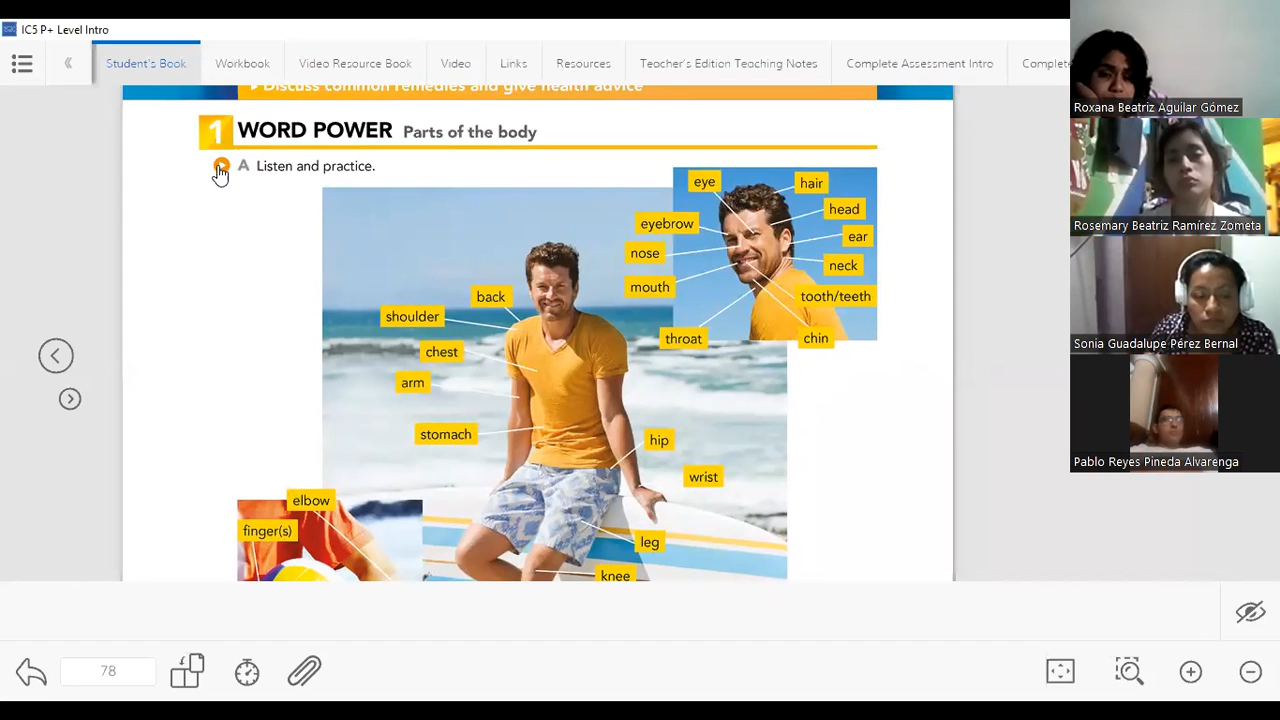 IC5 P+ Level Intro
Student's Book
Workbook
Video Resource Book
Video
Links
Resources
Teacher's Edition Teaching Notes
Complete Assessment Intro
Complete
Discuss common remedies and give health advice
1 WORD POWER Parts of the body
A Listen and practice.
eye
hair
head
eyebrow
ear
nose
neck
mouth
tooth/teeth
throat
chin
back
shoulder
chest
arm
stomach
hip
wrist
elbow
finger(s)
leg
knee
78
Roxana Beatriz Aguilar Gómez
Rosemary Beatriz Ramírez Zometa
Sonia Guadalupe Pérez Bernal
Pablo Reyes Pineda Alvarenga